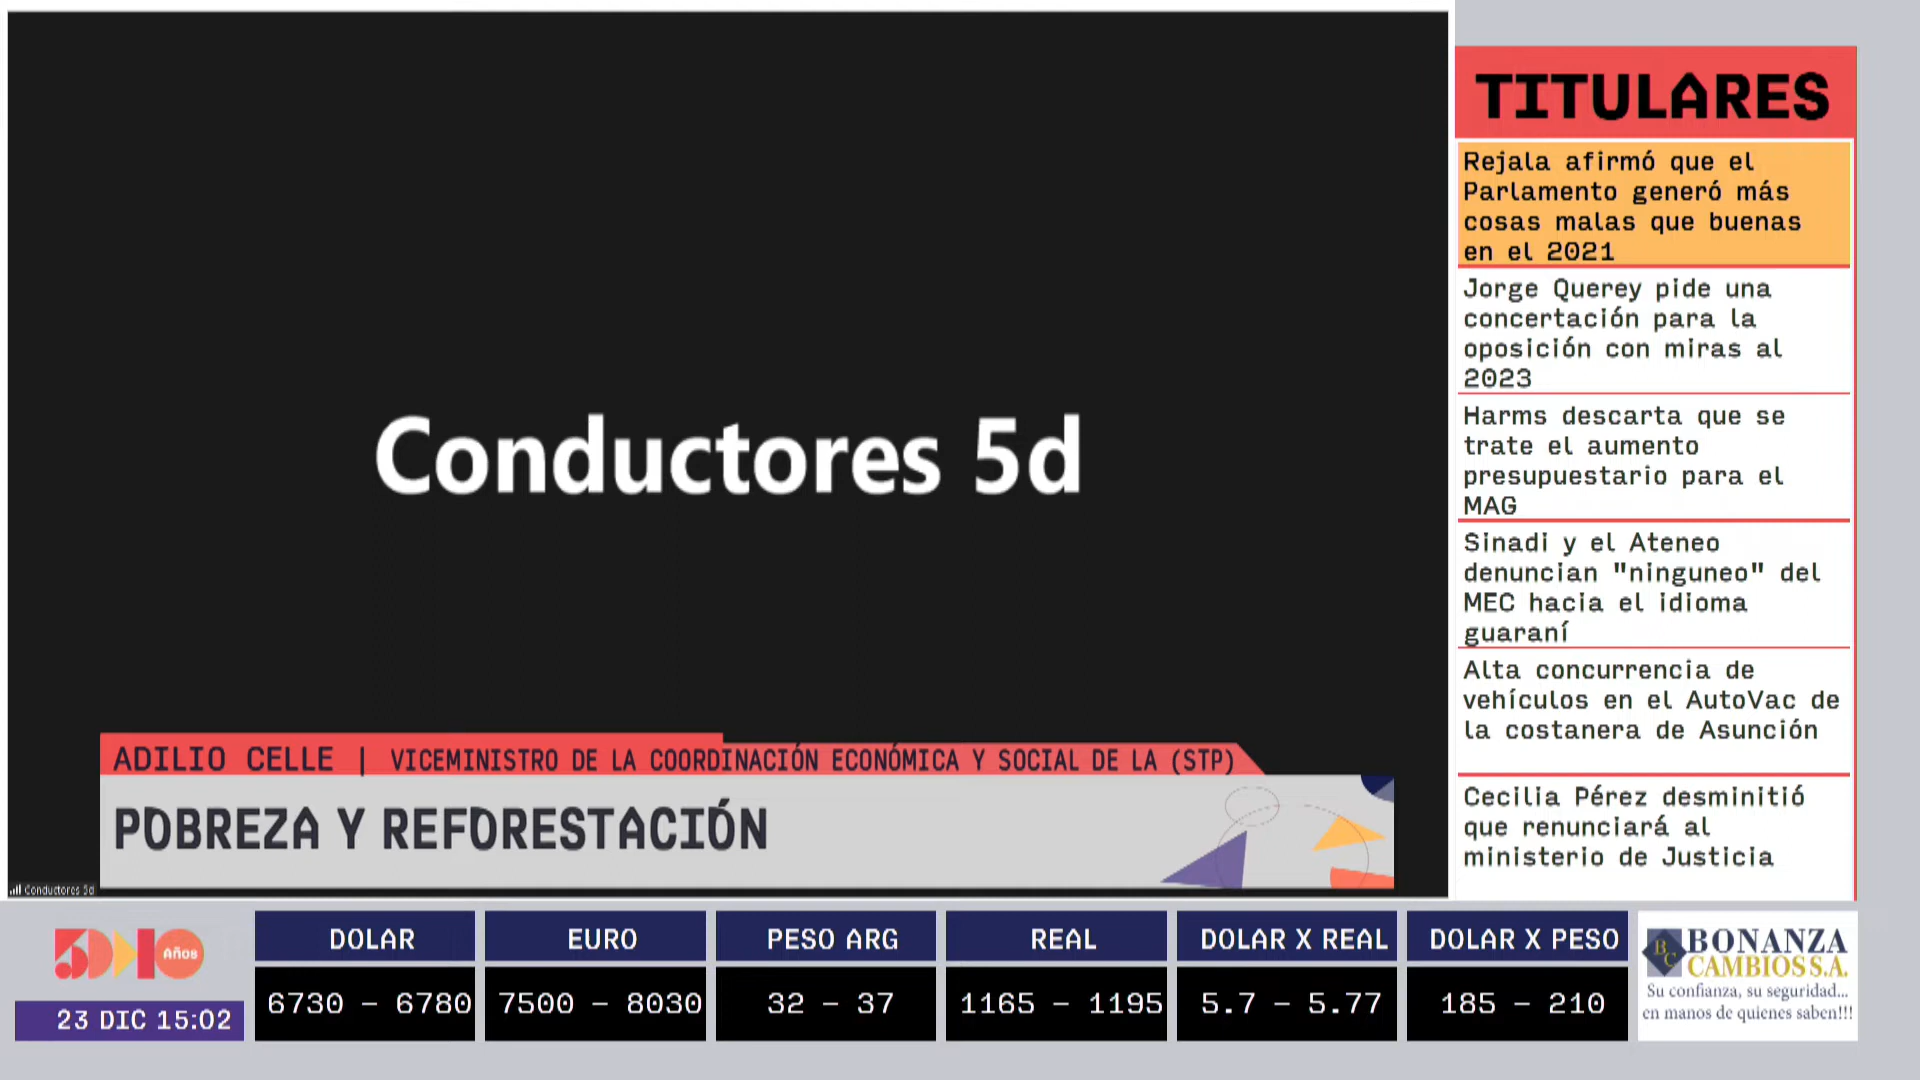 Conductores 5d
ADILIO CELLE | VICEMINISTRO DE LA COORDINACIÓN ECONÓMICA Y SOCIAL DE LA (STP)
POBREZA Y REFORESTACIÓN
Conductores 5d
TITULARES
Rejala afirmó que el
Parlamento generó más
cosas malas que buenas
en el 2021
Jorge Querey pide una
concertación para la
oposición con miras al
2023
Harms descarta que se
trate el aumento
presupuestario para el
MAG
Sinadi y el Ateneo
denuncian "ninguneo" del
MEC hacia el idioma
guaraní
Alta concurrencia de
vehículos en el AutoVac de
la costanera de Asunción
Cecilia Pérez desminitió
que renunciará al
ministerio de Justicia
5D 10 Años
23 DIC 15:02
DOLAR
6730 - 6780
EURO
7500 - 8030
PESO ARG
32 - 37
REAL
1165 - 1195
DOLAR X REAL
5.7 - 5.77
DOLAR X PESO
185 - 210
BC
BONANZA
CAMBIOS S.A.
Su confianza, su seguridad...
en manos de quienes saben!!!